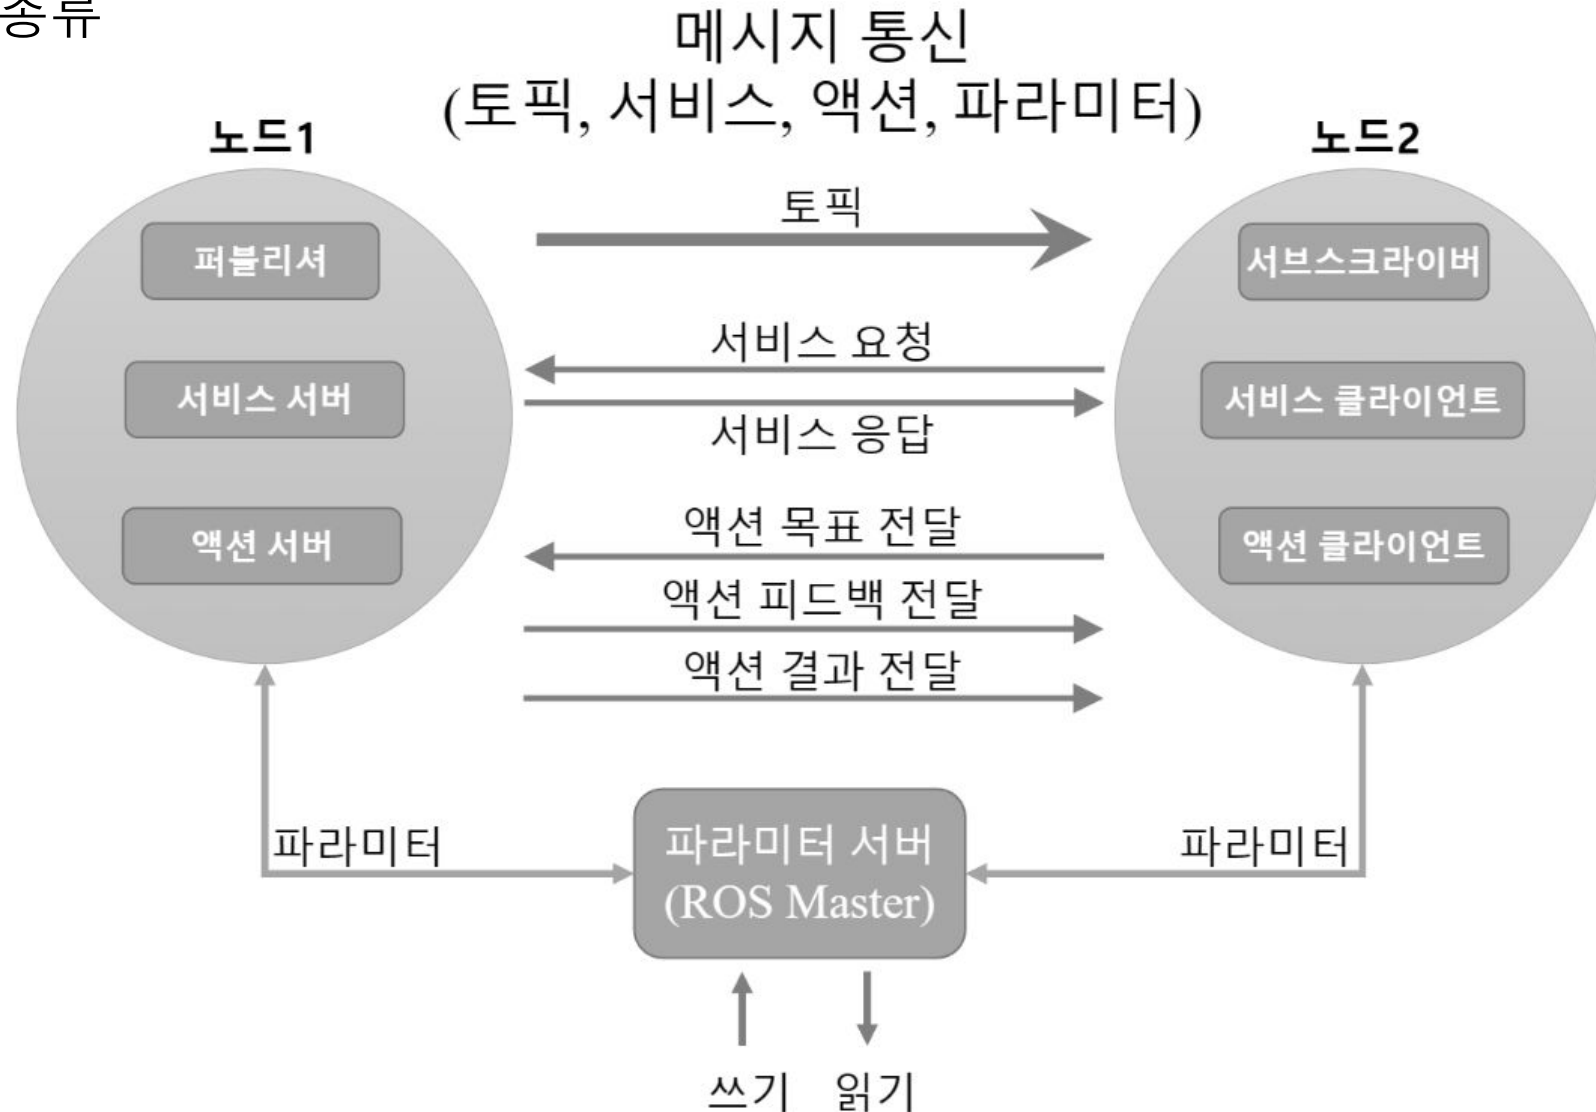 종류
메시지 통신
(토픽, 서비스, 액션, 파라미터)
노드1
노드2
퍼블리셔
토픽
서브스크라이버
서비스 요청
서비스 서버
서비스 클라이언트
서비스 응답
액션 목표 전달
액션 서버
액션 클라이언트
액션 피드백 전달
액션 결과 전달
파라미터
파라미터 서버
(ROS Master)
파라미터
쓰기
읽기